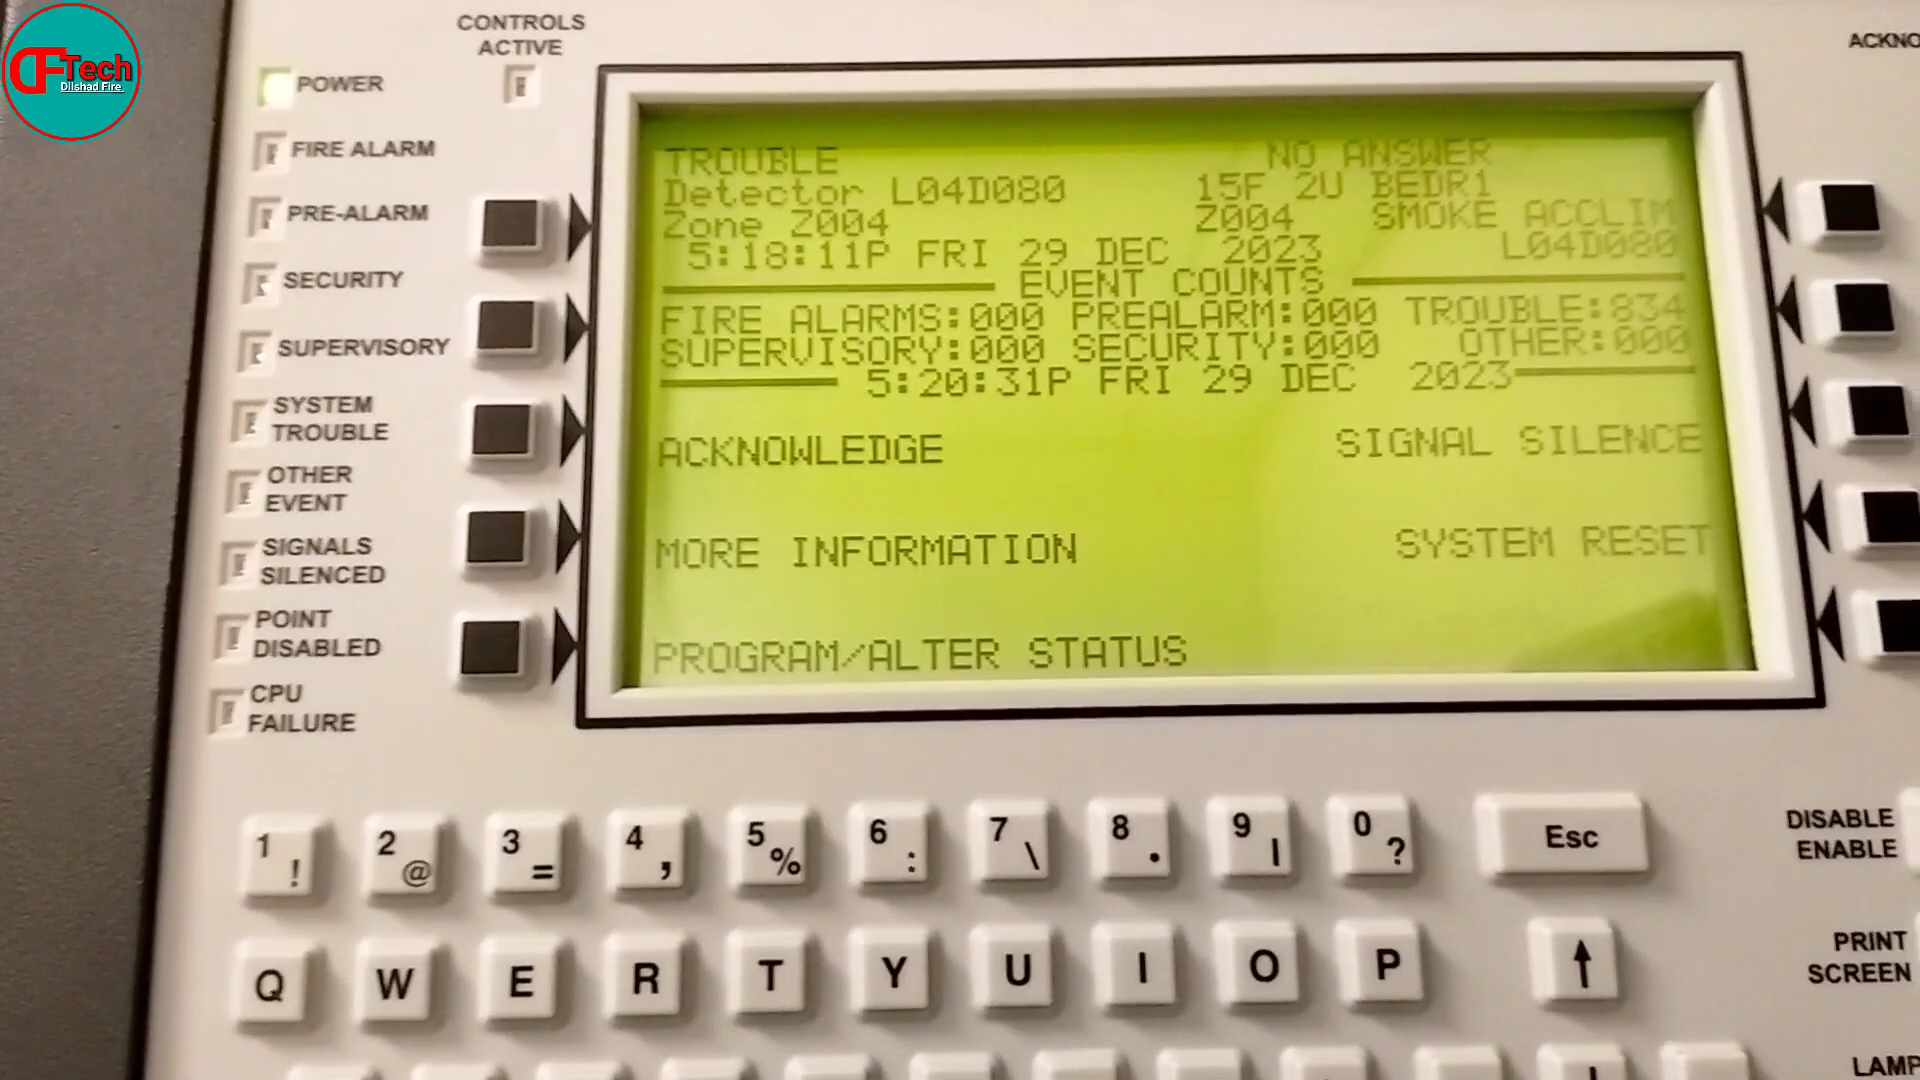 DFTech
Dilshad Fire
CONTROLS
ACTIVE
ACKNO
POWER
FIRE ALARM
PRE-ALARM
SECURITY
SUPERVISORY
SYSTEM
TROUBLE
OTHER
EVENT
SIGNALS
SILENCED
POINT
DISABLED
CPU
FAILURE
TROUBLE NO ANSWER
Detector L04D080 15F 2U BEDR1
Zone Z004 Z004 SMOKE ACCLIM
5:18:11P FRI 29 DEC 2023 L04D080
EVENT COUNTS
FIRE ALARMS:000 PREALARM:000 TROUBLE:834
SUPERVISORY:000 SECURITY:000 OTHER:000
5:20:31P FRI 29 DEC 2023
ACKNOWLEDGE SIGNAL SILENCE
MORE INFORMATION SYSTEM RESET
PROGRAM/ALTER STATUS
1 ! 2 @ 3 = 4 , 5 % 6 : 7 \ 8 . 9 | 0 ? Esc
DISABLE
ENABLE
Q W E R T Y U I O P
PRINT
SCREEN
LAMP